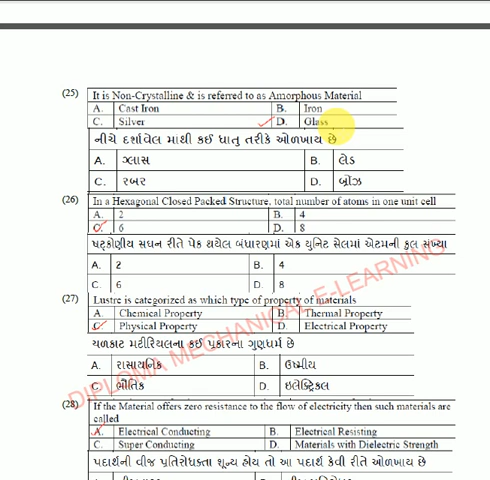 (25) It is Non-Crystalline & is referred to as Amorphous Material
A. Cast Iron B. Iron
C. Silver D. Glass
નીચે દર્શાવેલ માંથી કઈ ધાતુ તરીકે ઓળખાય છે
A. ગ્લાસ B. લેડ
C. રબર D. બ્રોંઝ
(26) In a Hexagonal Closed Packed Structure, total number of atoms in one unit cell
A. 2 B. 4
C. 6 D. 8
ષટ્કોણીય સઘન રીતે પેક થયેલ બંધારણમાં એક યુનિટ સેલમાં એટમની કુલ સંખ્યા
A. 2 B. 4
C. 6 D. 8
(27) Lustre is categorized as which type of property of materials
A. Chemical Property B. Thermal Property
C. Physical Property D. Electrical Property
ચળકાટ મટીરિયલના કઈ પ્રકારના ગુણધર્મ છે
A. રાસાયનિક B. ઉષ્મીય
C. ભૌતિક D. ઇલેક્ટ્રિકલ
(28) If the Material offers zero resistance to the flow of electricity then such materials are
called
A. Electrical Conducting B. Electrical Resisting
C. Super Conducting D. Materials with Dielectric Strength
પદાર્થની વીજ પ્રતિરોધક્તા શૂન્ય હોય તો આ પદાર્થ કેવી રીતે ઓળખાય છે
DIPLOMA MECHANICAL E-LEARNING